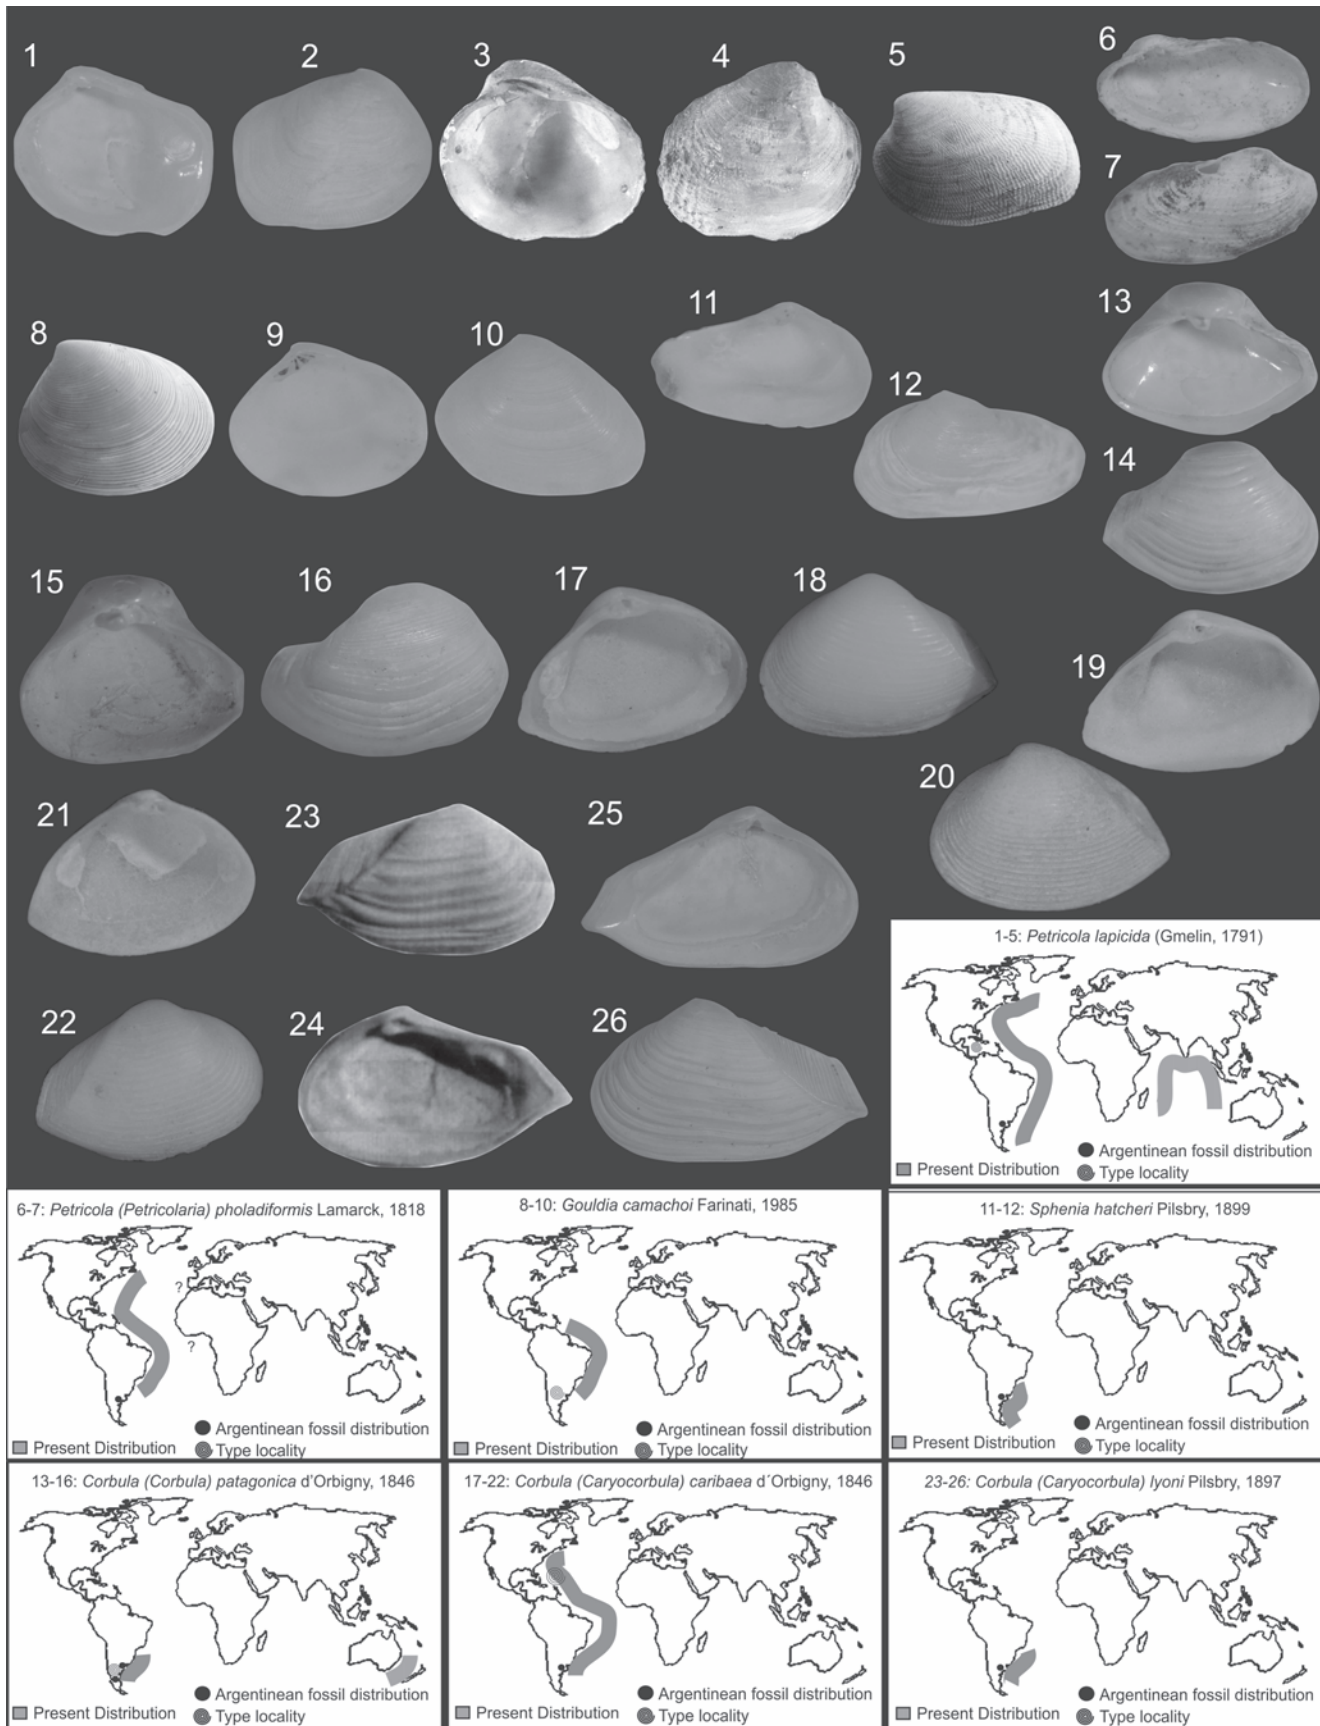 1
2
3
4
5
6
7
8
9
10
11
12
13
14
15
16
17
18
19
20
21
23
25
22
24
26
1-5: Petricola lapicida (Gmelin, 1791)
Argentinean fossil distribution
Present Distribution
Type locality
6-7: Petricola (Petricolaria) pholadiformis Lamarck, 1818
?
?
Argentinean fossil distribution
Present Distribution
Type locality
8-10: Gouldia camachoi Farinati, 1985
Argentinean fossil distribution
Present Distribution
Type locality
11-12: Sphenia hatcheri Pilsbry, 1899
Argentinean fossil distribution
Present Distribution
Type locality
13-16: Corbula (Corbula) patagonica d'Orbigny, 1846
Argentinean fossil distribution
Present Distribution
Type locality
17-22: Corbula (Caryocorbula) caribaea d´Orbigny, 1846
Argentinean fossil distribution
Present Distribution
Type locality
23-26: Corbula (Caryocorbula) lyoni Pilsbry, 1897
Argentinean fossil distribution
Present Distribution
Type locality